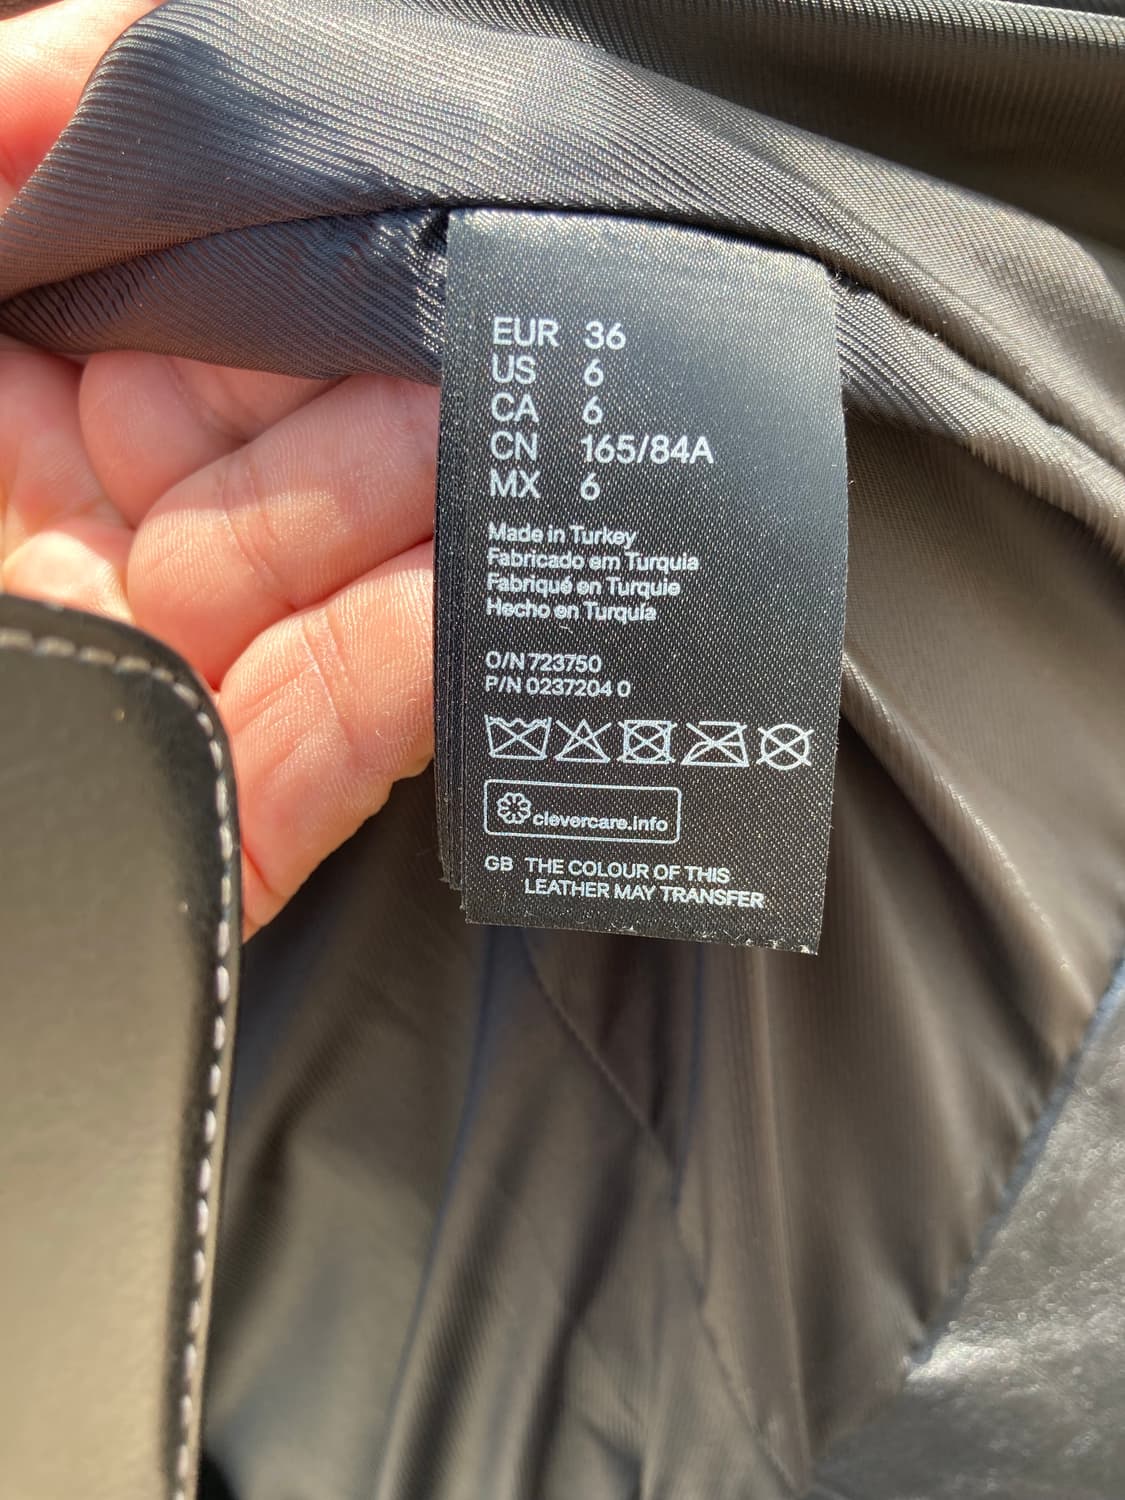 EUR 36
US 6
CA 6
CN 165/84A
MX 6
Made in Turkey
Fabricado em Turquia
Fabriqué en Turquie
Hecho en Turquía
O/N 723750
P/N 0237204 0
clevercare.info
GB THE COLOUR OF THIS
LEATHER MAY TRANSFER